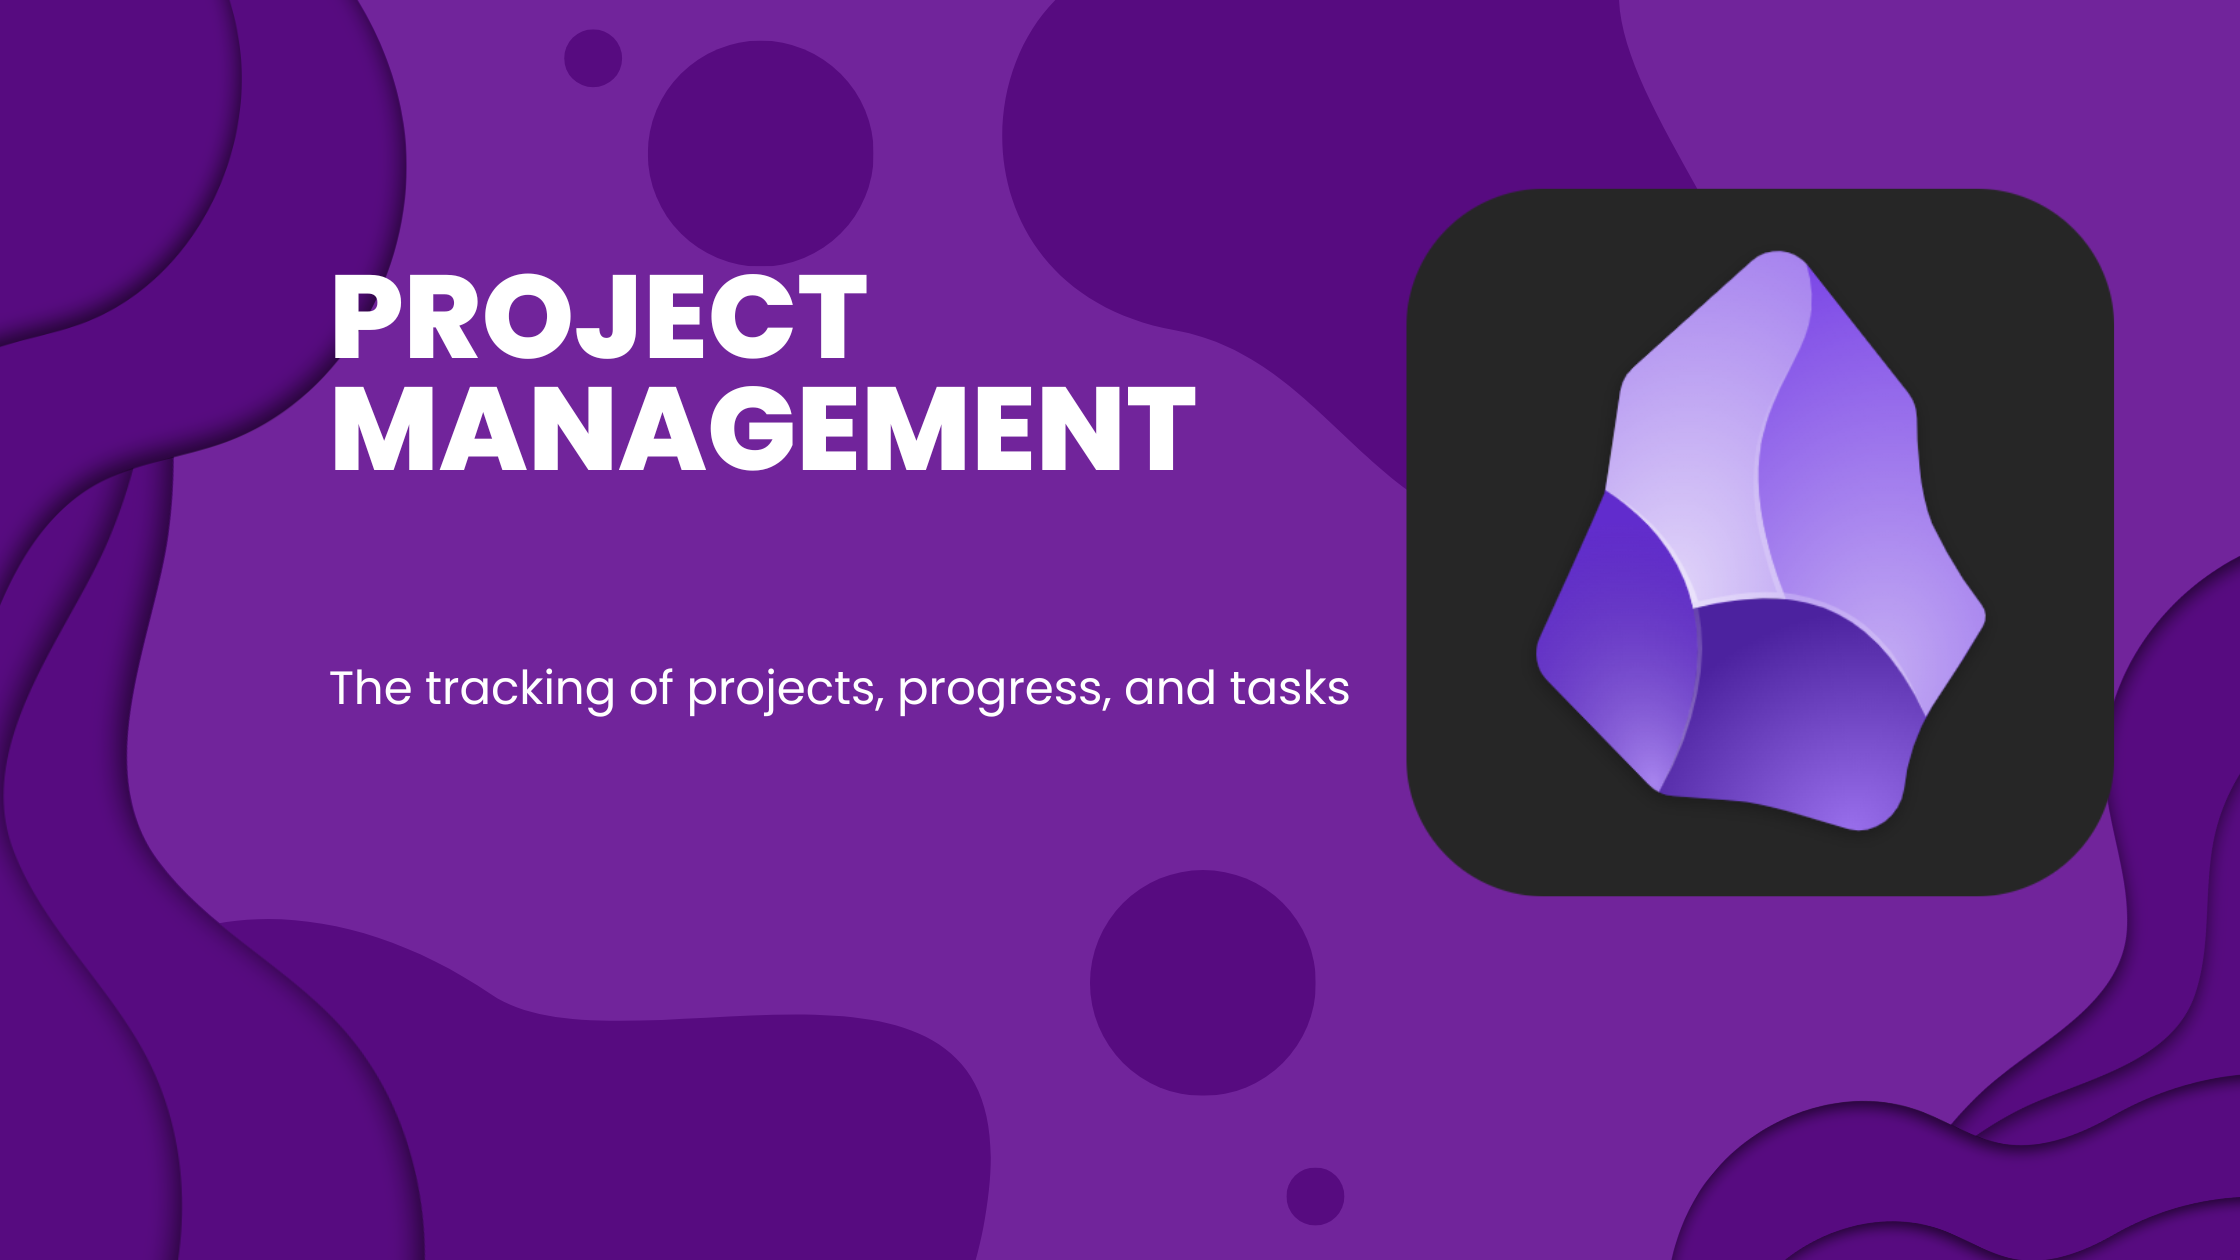 PROJECT
MANAGEMENT
The tracking of projects, progress, and tasks